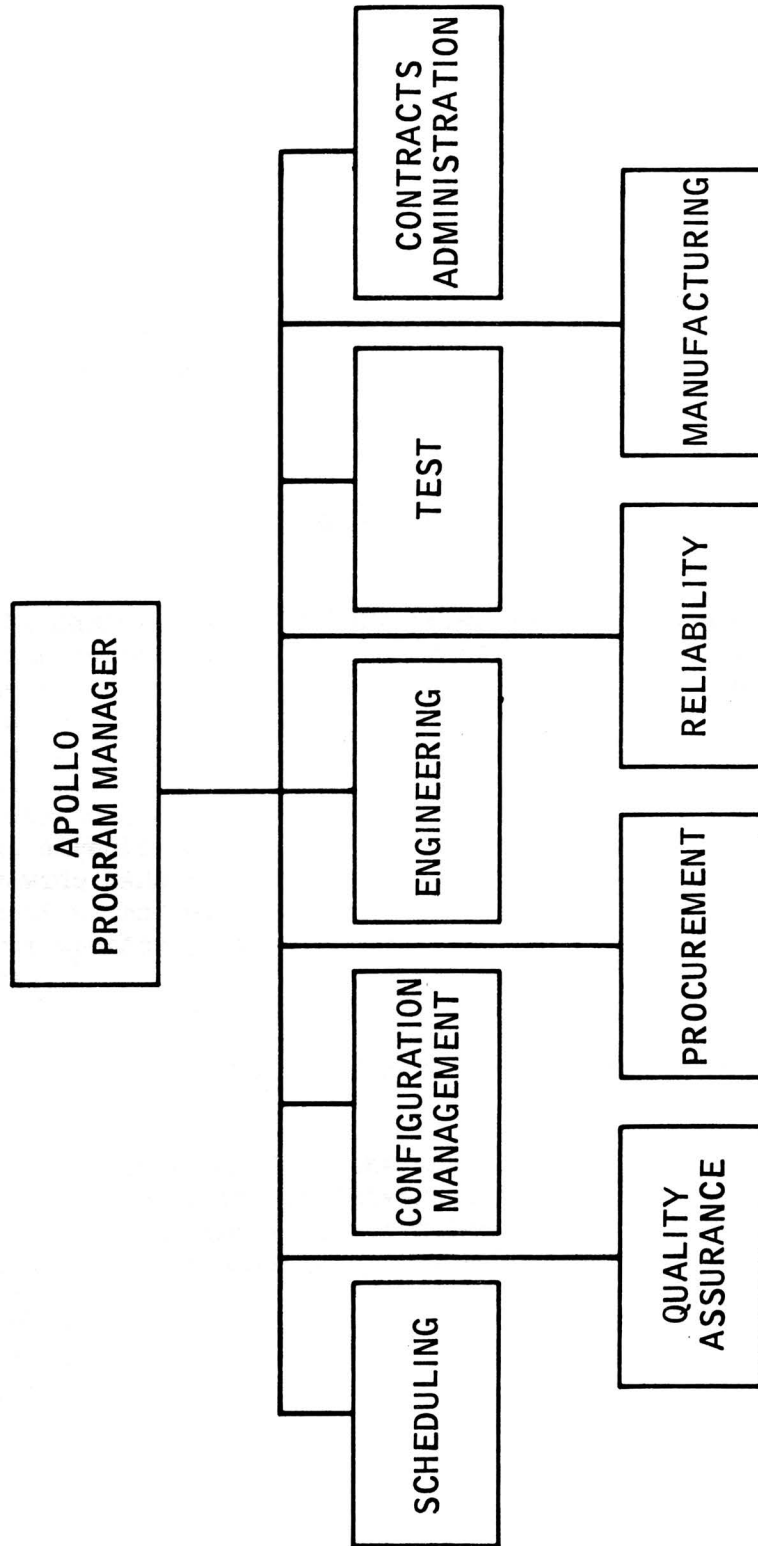 APOLLO
PROGRAM MANAGER
SCHEDULING
CONFIGURATION
MANAGEMENT
ENGINEERING
TEST
CONTRACTS
ADMINISTRATION
QUALITY
ASSURANCE
PROCUREMENT
RELIABILITY
MANUFACTURING